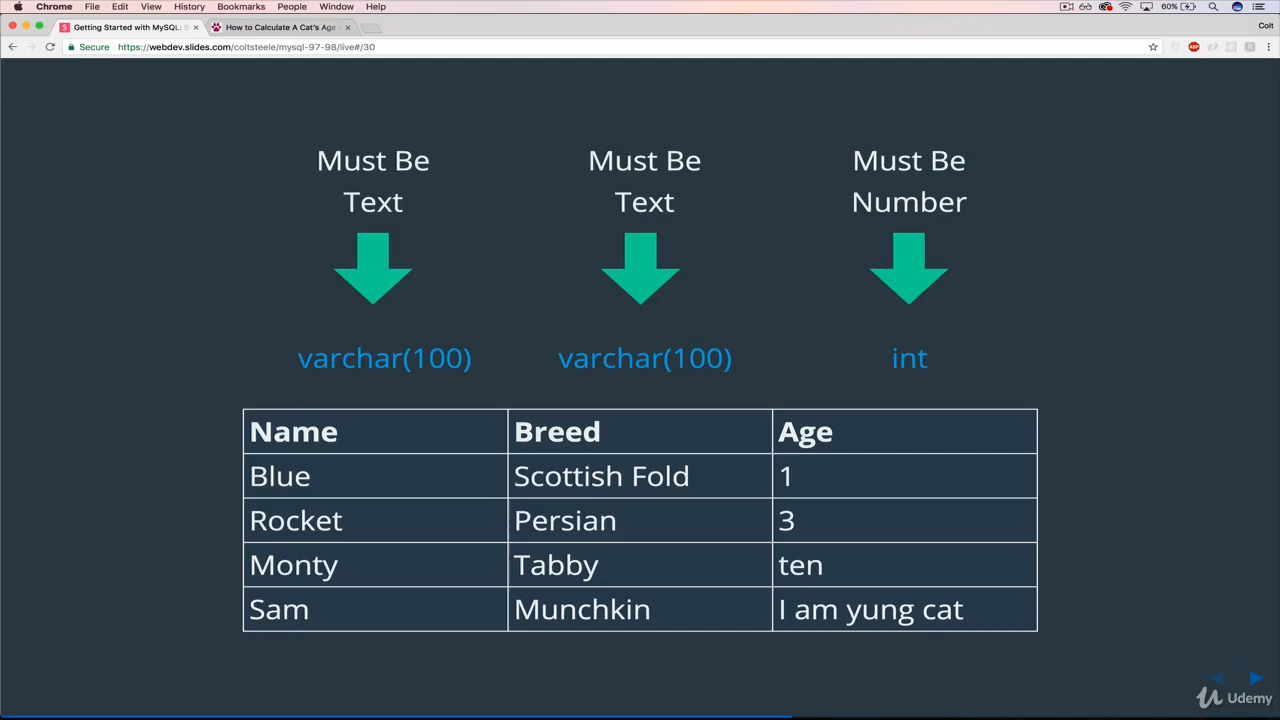 Chrome File Edit View History Bookmarks People Window Help 60%
Getting Started with MySQL: S How to Calculate A Cat's Age Colt
Secure https://webdev.slides.com/coltsteele/mysql-97-98/live#/30 ABP
Must Be Must Be Must Be
Text Text Number
varchar(100) varchar(100) int
Name Breed Age
Blue Scottish Fold 1
Rocket Persian 3
Monty Tabby ten
Sam Munchkin I am yung cat
Udemy